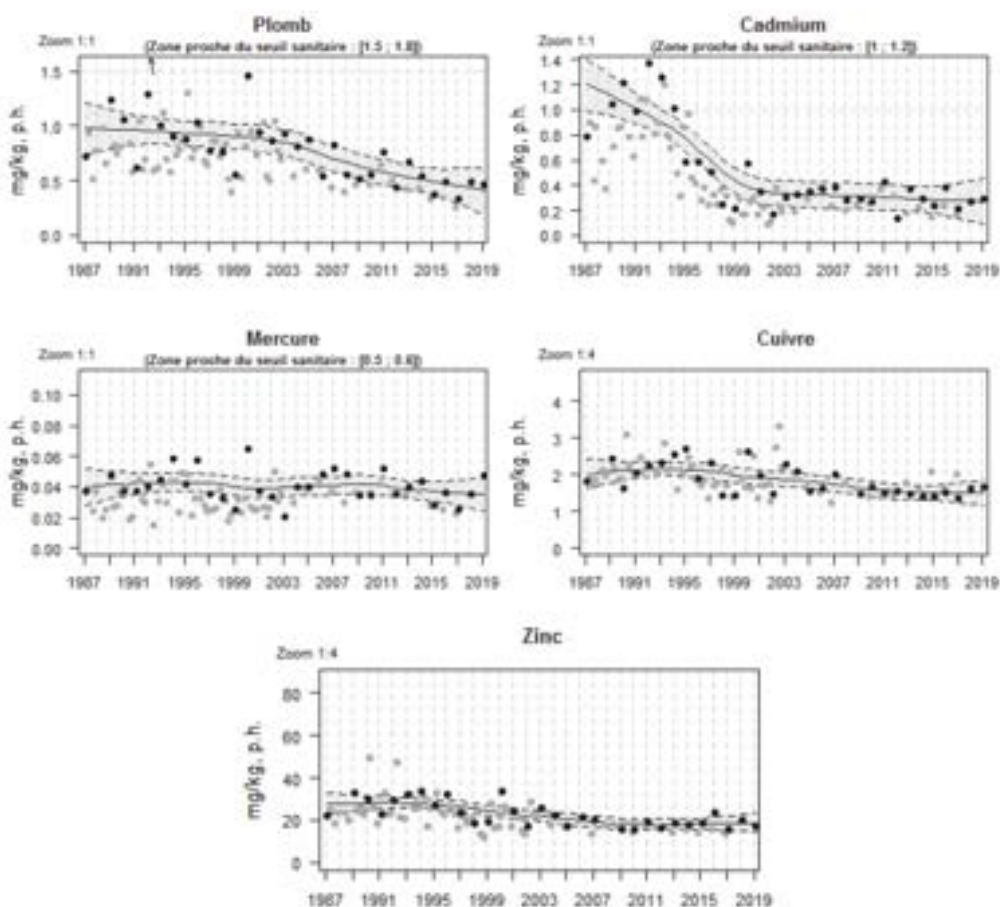 Plomb
Zoom 1:1
(Zone proche du seuil sanitaire : [1.5 ; 1.8])
mg/kg, p.h.
1.5
1.0
0.5
0.0
1987 1991 1995 1999 2003 2007 2011 2015 2019
Cadmium
Zoom 1:1
(Zone proche du seuil sanitaire : [1 ; 1.2])
mg/kg, p.h.
1.4
1.2
1.0
0.8
0.6
0.4
0.2
0.0
1987 1991 1995 1999 2003 2007 2011 2015 2019
Mercure
Zoom 1:1
(Zone proche du seuil sanitaire : [0.5 ; 0.6])
mg/kg, p.h.
0.10
0.08
0.06
0.04
0.02
0.00
1987 1991 1995 1999 2003 2007 2011 2015 2019
Cuivre
Zoom 1:4
mg/kg, p.h.
4
3
2
1
0
1987 1991 1995 1999 2003 2007 2011 2015 2019
Zinc
Zoom 1:4
mg/kg, p.h.
80
60
40
20
0
1987 1991 1995 1999 2003 2007 2011 2015 2019